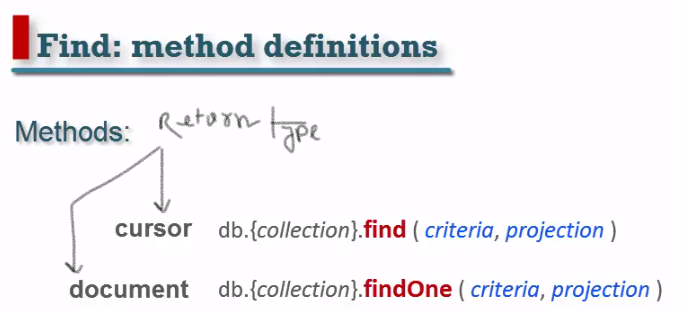 Find: method definitions
Methods: Return type
cursor db.{collection}.find ( criteria, projection )
document db.{collection}.findOne ( criteria, projection )